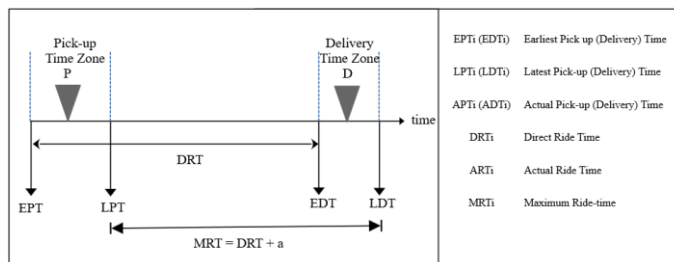 Pick-up
Time Zone
P
Delivery
Time Zone
D
time
DRT
EPT
LPT
EDT
LDT
MRT = DRT + a
EPTi (EDTi) Earliest Pick up (Delivery) Time
LPTi (LDTi) Latest Pick-up (Delivery) Time
APTi (ADTi) Actual Pick-up (Delivery) Time
DRTi Direct Ride Time
ARTi Actual Ride Time
MRTi Maximum Ride-time